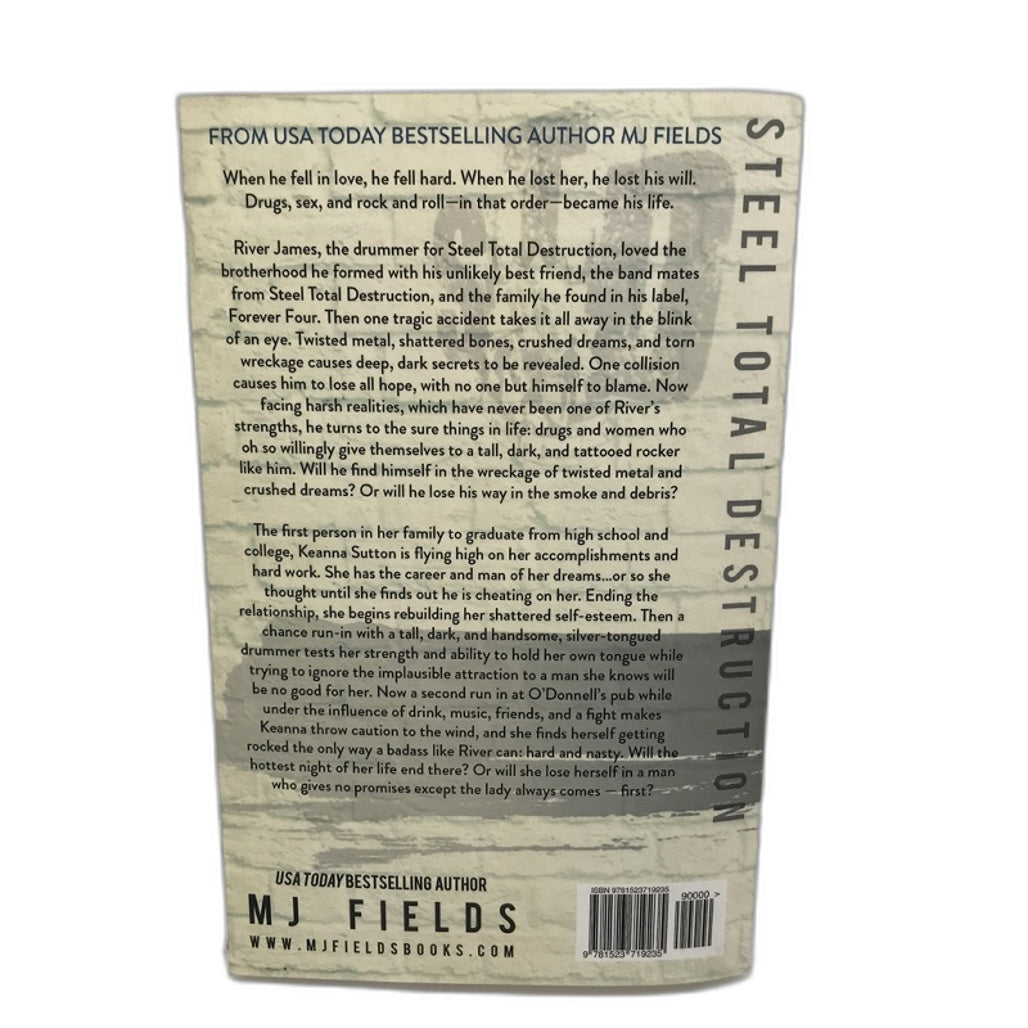 FROM USA TODAY BESTSELLING AUTHOR MJ FIELDS
When he fell in love, he fell hard. When he lost her, he lost his will.
Drugs, sex, and rock and roll—in that order—became his life.
River James, the drummer for Steel Total Destruction, loved the
brotherhood he formed with his unlikely best friend, the band mates
from Steel Total Destruction, and the family he found in his label,
Forever Four. Then one tragic accident takes it all away in the blink
of an eye. Twisted metal, shattered bones, crushed dreams, and torn
wreckage causes deep, dark secrets to be revealed. One collision
causes him to lose all hope, with no one but himself to blame. Now
facing harsh realities, which have never been one of River's
strengths, he turns to the sure things in life: drugs and women who
oh so willingly give themselves to a tall, dark, and tattooed rocker
like him. Will he find himself in the wreckage of twisted metal and
crushed dreams? Or will he lose his way in the smoke and debris?
The first person in her family to graduate from high school and
college, Keanna Sutton is flying high on her accomplishments and
hard work. She has the career and man of her dreams...or so she
thought until she finds out he is cheating on her. Ending the
relationship, she begins rebuilding her shattered self-esteem. Then a
chance run-in with a tall, dark, and handsome, silver-tongued
drummer tests her strength and ability to hold her own tongue while
trying to ignore the implausible attraction to a man she knows will
be no good for her. Now a second run in at O'Donnell's pub while
under the influence of drink, music, friends, and a fight makes
Keanna throw caution to the wind, and she finds herself getting
rocked the only way a badass like River can: hard and nasty. Will the
hottest night of her life end there? Or will she lose herself in a man
who gives no promises except the lady always comes — first?
STEEL TOTAL DESTRUCTION
USA TODAY BESTSELLING AUTHOR
MJ FIELDS
WWW.MJFIELDSBOOKS.COM
ISBN 9781523719235
90000 >
9 781523 719235